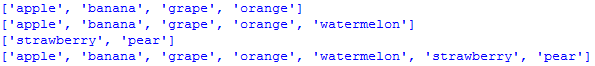 ['apple', 'banana', 'grape', 'orange']
['apple', 'banana', 'grape', 'orange', 'watermelon']
['strawberry', 'pear']
['apple', 'banana', 'grape', 'orange', 'watermelon', 'strawberry', 'pear']